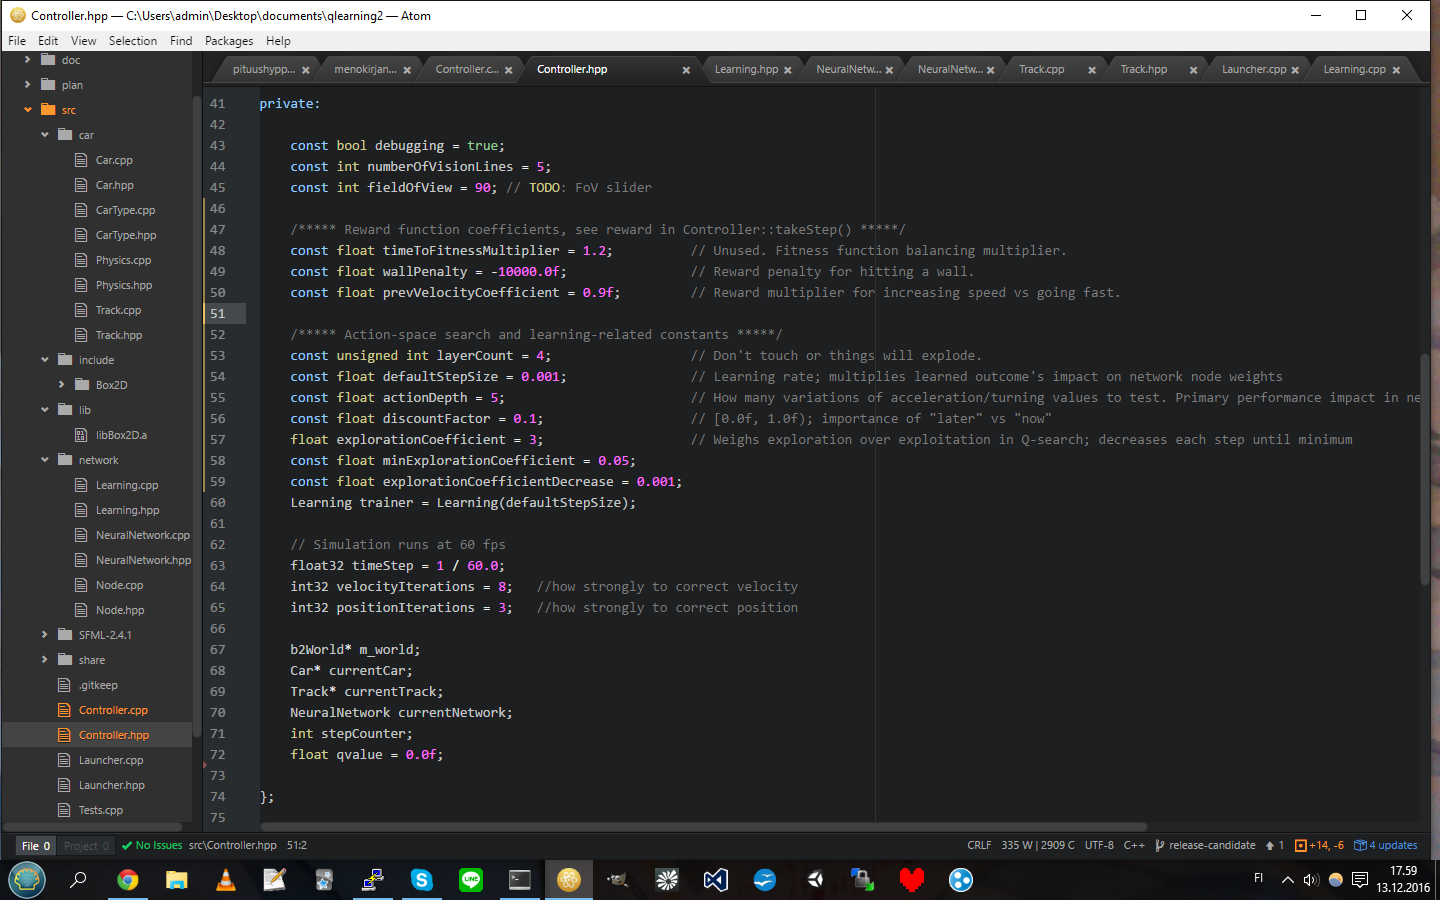 Controller.hpp — C:\Users\admin\Desktop\documents\qlearning2 — Atom
File Edit View Selection Find Packages Help
doc
plan
src
car
Car.cpp
Car.hpp
CarType.cpp
CarType.hpp
Physics.cpp
Physics.hpp
Track.cpp
Track.hpp
include
Box2D
lib
libBox2D.a
network
Learning.cpp
Learning.hpp
NeuralNetwork.cpp
NeuralNetwork.hpp
Node.cpp
Node.hpp
SFML-2.4.1
share
.gitkeep
Controller.cpp
Controller.hpp
Launcher.cpp
Launcher.hpp
Tests.cpp
pituushypp... menokirjan... Controller.c... Controller.hpp Learning.hpp NeuralNetw... NeuralNetw... Track.cpp Track.hpp Launcher.cpp Learning.cpp
41 private:
42
43 const bool debugging = true;
44 const int numberOfVisionLines = 5;
45 const int fieldOfView = 90; // TODO: FoV slider
46
47 /***** Reward function coefficients, see reward in Controller::takeStep() *****/
48 const float timeToFitnessMultiplier = 1.2; // Unused. Fitness function balancing multiplier.
49 const float wallPenalty = -10000.0f; // Reward penalty for hitting a wall.
50 const float prevVelocityCoefficient = 0.9f; // Reward multiplier for increasing speed vs going fast.
51
52 /***** Action-space search and learning-related constants *****/
53 const unsigned int layerCount = 4; // Don't touch or things will explode.
54 const float defaultStepSize = 0.001; // Learning rate; multiplies learned outcome's impact on network node weights
55 const float actionDepth = 5; // How many variations of acceleration/turning values to test. Primary performance impact in ne
56 const float discountFactor = 0.1; // [0.0f, 1.0f); importance of "later" vs "now"
57 float explorationCoefficient = 3; // Weighs exploration over exploitation in Q-search; decreases each step until minimum
58 const float minExplorationCoefficient = 0.05;
59 const float explorationCoefficientDecrease = 0.001;
60 Learning trainer = Learning(defaultStepSize);
61
62 // Simulation runs at 60 fps
63 float32 timeStep = 1 / 60.0;
64 int32 velocityIterations = 8; //how strongly to correct velocity
65 int32 positionIterations = 3; //how strongly to correct position
66
67 b2World* m_world;
68 Car* currentCar;
69 Track* currentTrack;
70 NeuralNetwork currentNetwork;
71 int stepCounter;
72 float qvalue = 0.0f;
73
74 };
75
File 0 Project 0 No Issues src\Controller.hpp 51:2 CRLF 335 W | 2909 C UTF-8 C++ release-candidate 1 +14, -6 4 updates
LINE
FI
17.59
13.12.2016